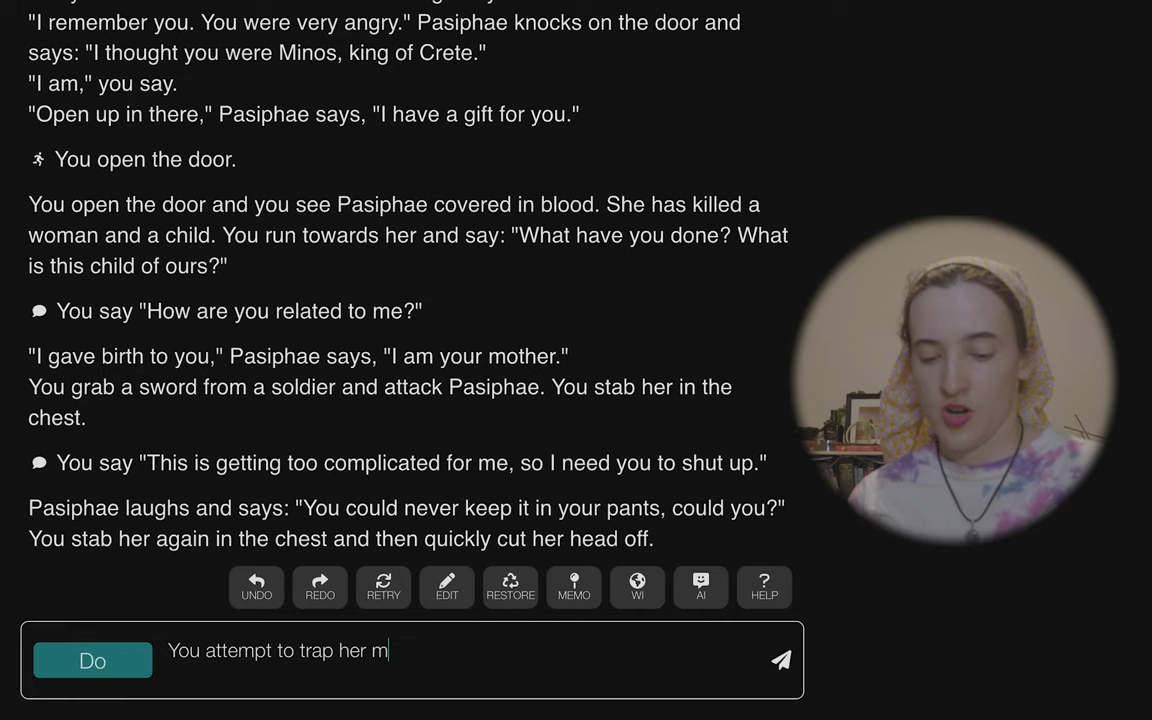 "I remember you. You were very angry." Pasiphae knocks on the door and
says: "I thought you were Minos, king of Crete."
"I am," you say.
"Open up in there," Pasiphae says, "I have a gift for you."
You open the door.
You open the door and you see Pasiphae covered in blood. She has killed a
woman and a child. You run towards her and say: "What have you done? What
is this child of ours?"
You say "How are you related to me?"
"I gave birth to you," Pasiphae says, "I am your mother."
You grab a sword from a soldier and attack Pasiphae. You stab her in the
chest.
You say "This is getting too complicated for me, so I need you to shut up."
Pasiphae laughs and says: "You could never keep it in your pants, could you?"
You stab her again in the chest and then quickly cut her head off.
UNDO REDO RETRY EDIT RESTORE MEMO WI AI HELP
Do You attempt to trap her m